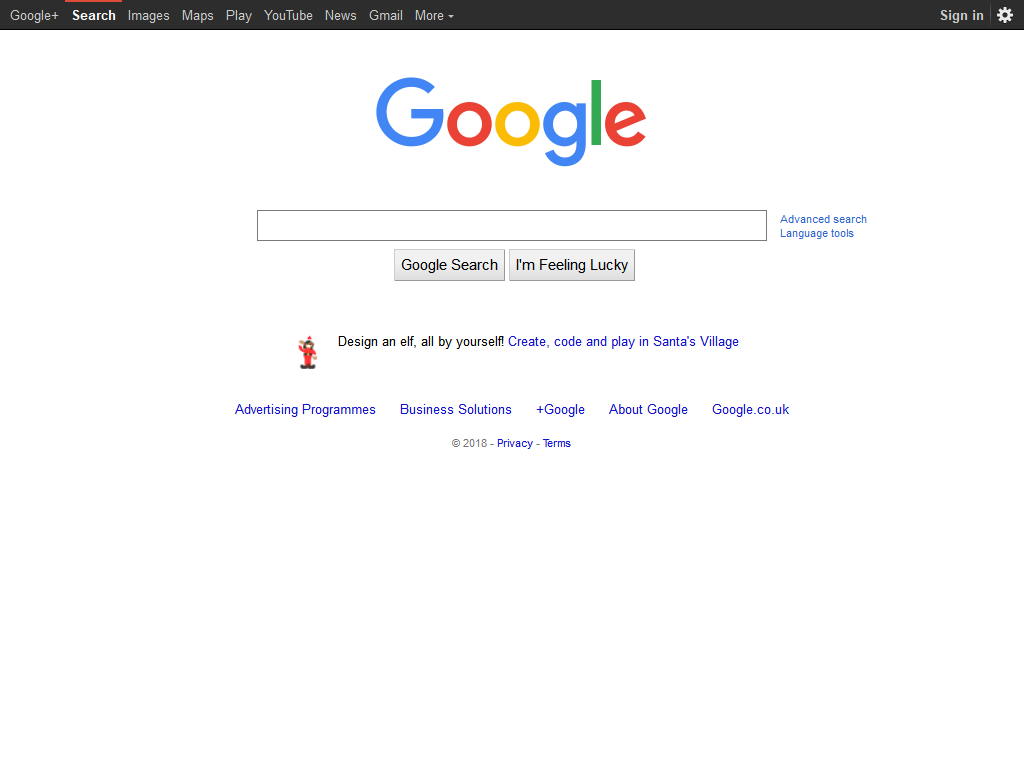 Google+ Search Images Maps Play YouTube News Gmail More Sign in
Google
Advanced search
Language tools
Google Search I'm Feeling Lucky
Design an elf, all by yourself! Create, code and play in Santa's Village
Advertising Programmes Business Solutions +Google About Google Google.co.uk
© 2018 - Privacy - Terms